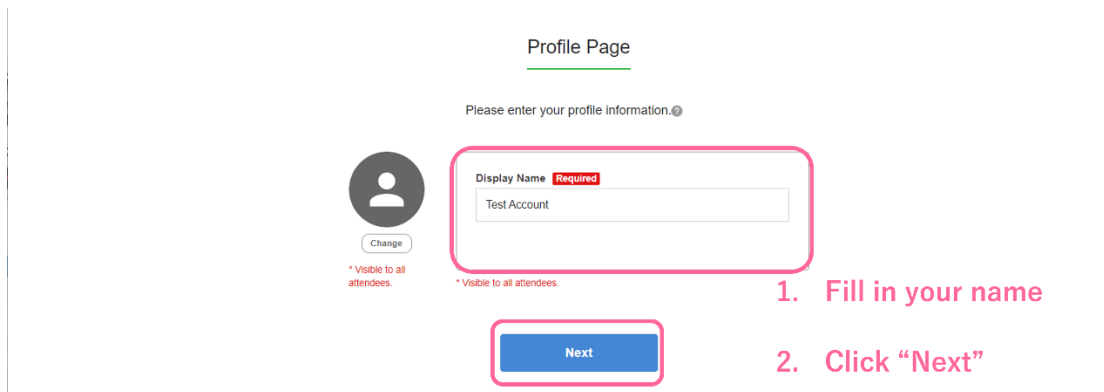 Profile Page
Please enter your profile information.
Display Name Required
Test Account
Change
* Visible to all
attendees.
* Visible to all attendees.
1. Fill in your name
Next
2. Click “Next”